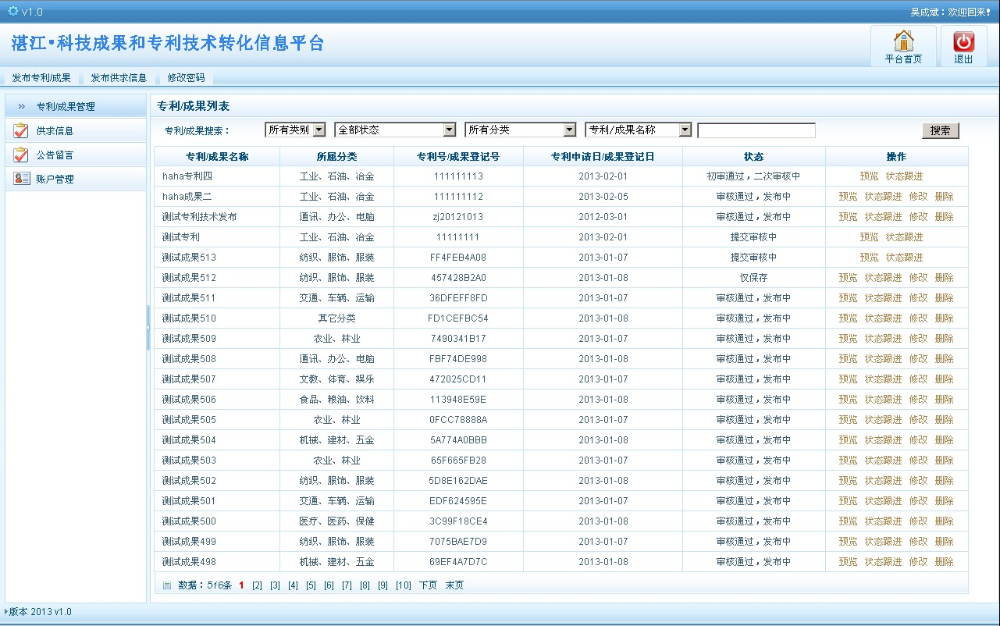 v1.0 吴成斌：欢迎回来!
湛江•科技成果和专利技术转化信息平台
平台首页 退出
发布专利/成果 发布供求信息 修改密码
» 专利/成果管理
供求信息
公告留言
账户管理
专利/成果列表
专利/成果搜索： 所有类别 全部状态 所有分类 专利/成果名称 搜索
专利/成果名称 所属分类 专利号/成果登记号 专利申请日/成果登记日 状态 操作
haha专利四 工业、石油、冶金 111111113 2013-02-01 初审通过，二次审核中 预览 状态跟进
haha成果二 工业、石油、冶金 111111112 2013-02-05 审核通过，发布中 预览 状态跟进 修改 删除
测试专利技术发布 通讯、办公、电脑 zj20121013 2012-03-01 审核通过，发布中 预览 状态跟进 修改 删除
测试专利 工业、石油、冶金 11111111 2013-02-01 提交审核中 预览 状态跟进
测试成果513 纺织、服饰、服装 FF4FEB4A08 2013-01-07 提交审核中 预览 状态跟进
测试成果512 纺织、服饰、服装 457428B2A0 2013-01-08 仅保存 预览 状态跟进 修改 删除
测试成果511 交通、车辆、运输 36DFEFF8FD 2013-01-07 审核通过，发布中 预览 状态跟进 修改 删除
测试成果510 其它分类 FD1CEFBC54 2013-01-08 审核通过，发布中 预览 状态跟进 修改 删除
测试成果509 农业、林业 7490341B17 2013-01-07 审核通过，发布中 预览 状态跟进 修改 删除
测试成果508 通讯、办公、电脑 FBF74DE998 2013-01-08 审核通过，发布中 预览 状态跟进 修改 删除
测试成果507 文教、体育、娱乐 472025CD11 2013-01-07 审核通过，发布中 预览 状态跟进 修改 删除
测试成果506 食品、粮油、饮料 113948E59E 2013-01-08 审核通过，发布中 预览 状态跟进 修改 删除
测试成果505 农业、林业 0FCC78888A 2013-01-07 审核通过，发布中 预览 状态跟进 修改 删除
测试成果504 机械、建材、五金 5A774A0BBB 2013-01-08 审核通过，发布中 预览 状态跟进 修改 删除
测试成果503 农业、林业 65F665FB28 2013-01-07 审核通过，发布中 预览 状态跟进 修改 删除
测试成果502 纺织、服饰、服装 5D8E162DAE 2013-01-08 审核通过，发布中 预览 状态跟进 修改 删除
测试成果501 交通、车辆、运输 EDF624595E 2013-01-07 审核通过，发布中 预览 状态跟进 修改 删除
测试成果500 医疗、医药、保健 3C99F18CE4 2013-01-08 审核通过，发布中 预览 状态跟进 修改 删除
测试成果499 纺织、服饰、服装 7075BAE7D9 2013-01-07 审核通过，发布中 预览 状态跟进 修改 删除
测试成果498 机械、建材、五金 69EF4A7D7C 2013-01-08 审核通过，发布中 预览 状态跟进 修改 删除
数据：516条 1 [2] [3] [4] [5] [6] [7] [8] [9] [10] 下页 末页
版本 2013 v1.0